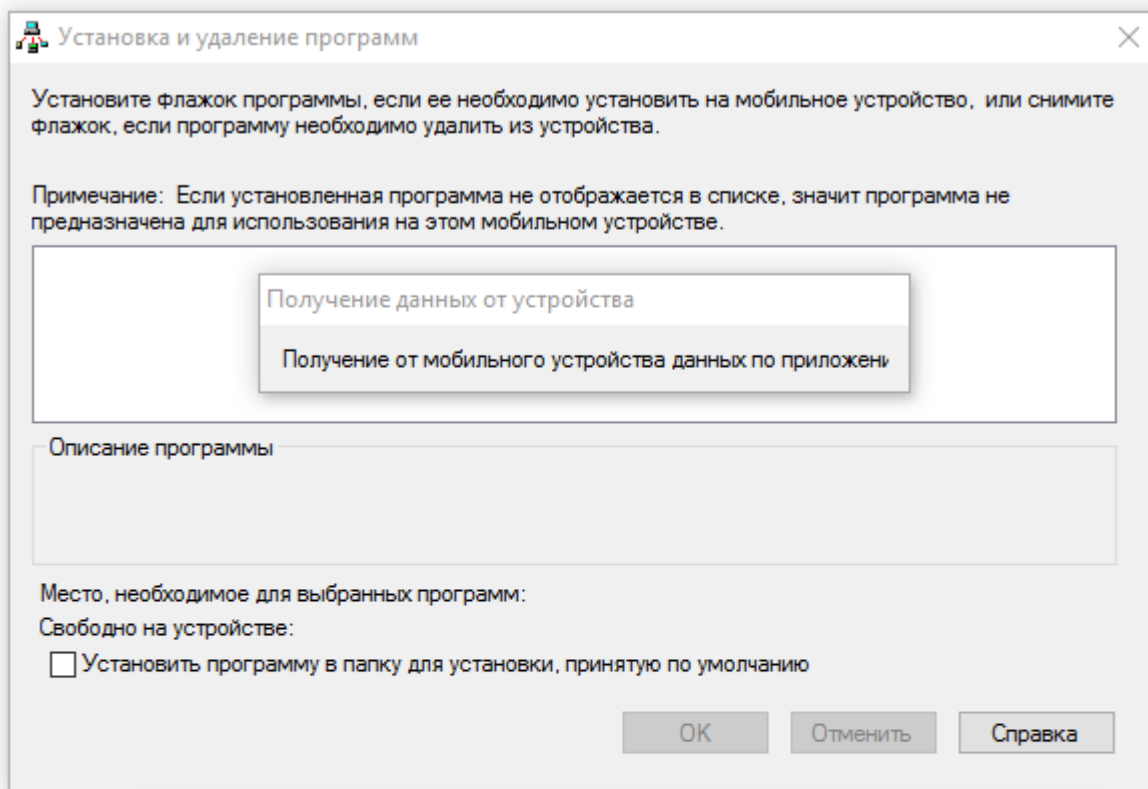 Установка и удаление программ
Установите флажок программы, если ее необходимо установить на мобильное устройство, или снимите
флажок, если программу необходимо удалить из устройства.
Примечание: Если установленная программа не отображается в списке, значит программа не
предназначена для использования на этом мобильном устройстве.
Получение данных от устройства
Получение от мобильного устройства данных по приложени
Описание программы
Место, необходимое для выбранных программ:
Свободно на устройстве:
Установить программу в папку для установки, принятую по умолчанию
OK
Отменить
Справка